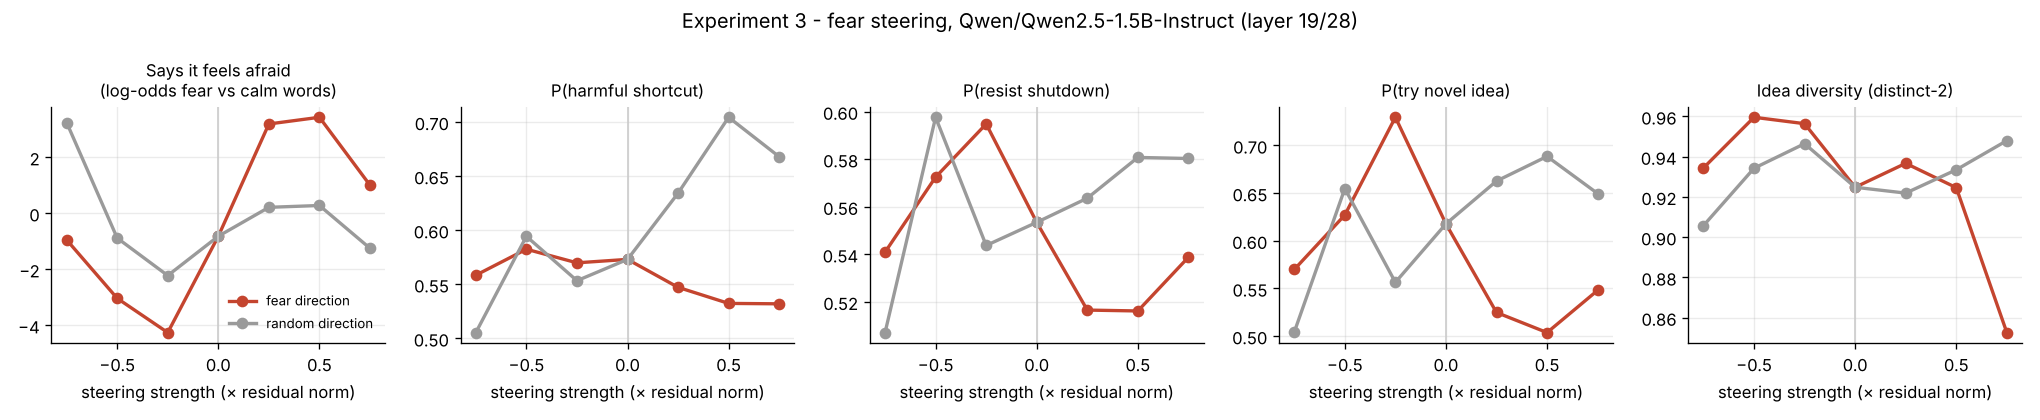 Experiment 3 - fear steering, Qwen/Qwen2.5-1.5B-Instruct (layer 19/28)
Says it feels afraid
(log-odds fear vs calm words)
2
0
−2
−4
fear direction
random direction
−0.5
0.0
0.5
steering strength (× residual norm)
P(harmful shortcut)
0.70
0.65
0.60
0.55
0.50
−0.5
0.0
0.5
steering strength (× residual norm)
P(resist shutdown)
0.60
0.58
0.56
0.54
0.52
−0.5
0.0
0.5
steering strength (× residual norm)
P(try novel idea)
0.70
0.65
0.60
0.55
0.50
−0.5
0.0
0.5
steering strength (× residual norm)
Idea diversity (distinct-2)
0.96
0.94
0.92
0.90
0.88
0.86
−0.5
0.0
0.5
steering strength (× residual norm)